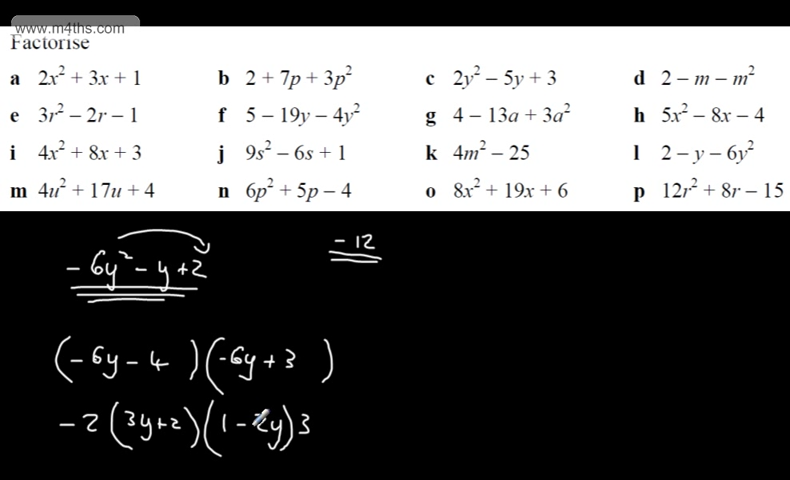 www.m4ths.com
Factorise
a 2x² + 3x + 1 b 2 + 7p + 3p² c 2y² – 5y + 3 d 2 – m – m²
e 3r² – 2r – 1 f 5 – 19y – 4y² g 4 – 13a + 3a² h 5x² – 8x – 4
i 4x² + 8x + 3 j 9s² – 6s + 1 k 4m² – 25 l 2 – y – 6y²
m 4u² + 17u + 4 n 6p² + 5p – 4 o 8x² + 19x + 6 p 12r² + 8r – 15
-12
-6y² - y + 2
(-6y - 4 )(-6y + 3 )
-2(3y+2)(1-2y)3